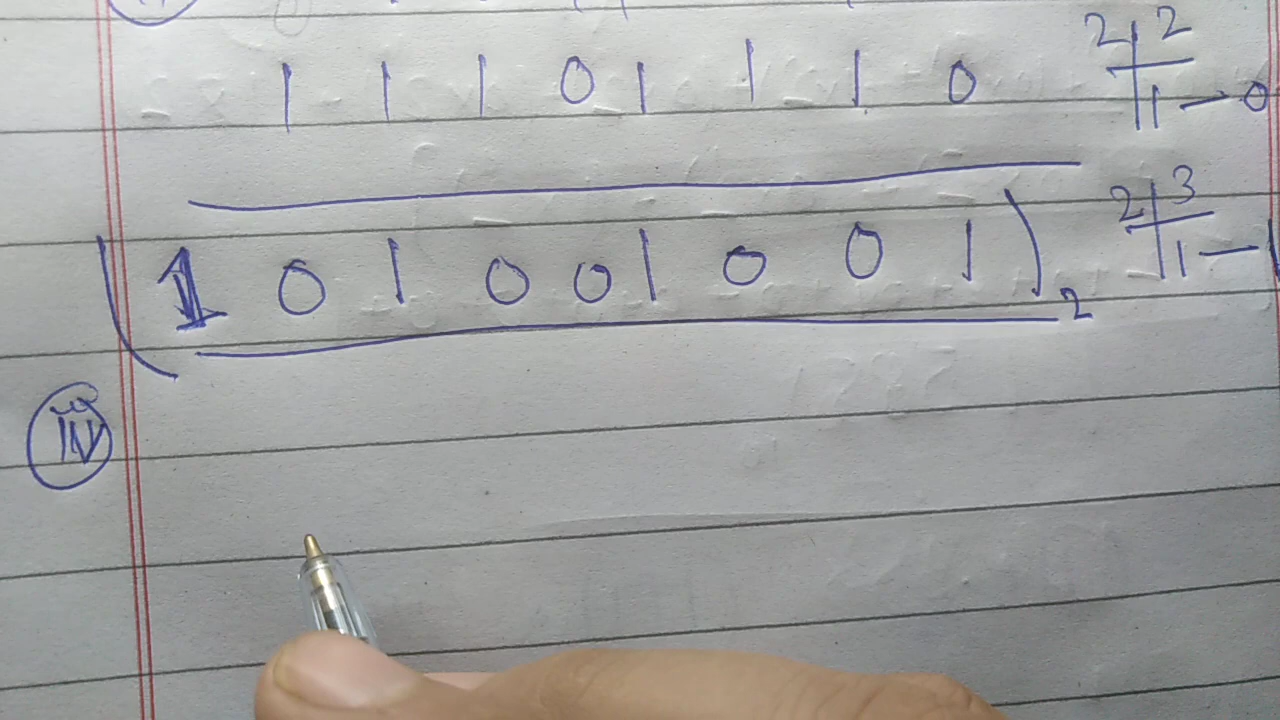 1 1 1 0 1 1 1 0
2 2
1 – 0
(1 0 1 0 0 1 0 0 1)2
2 3
1 – 1
iv